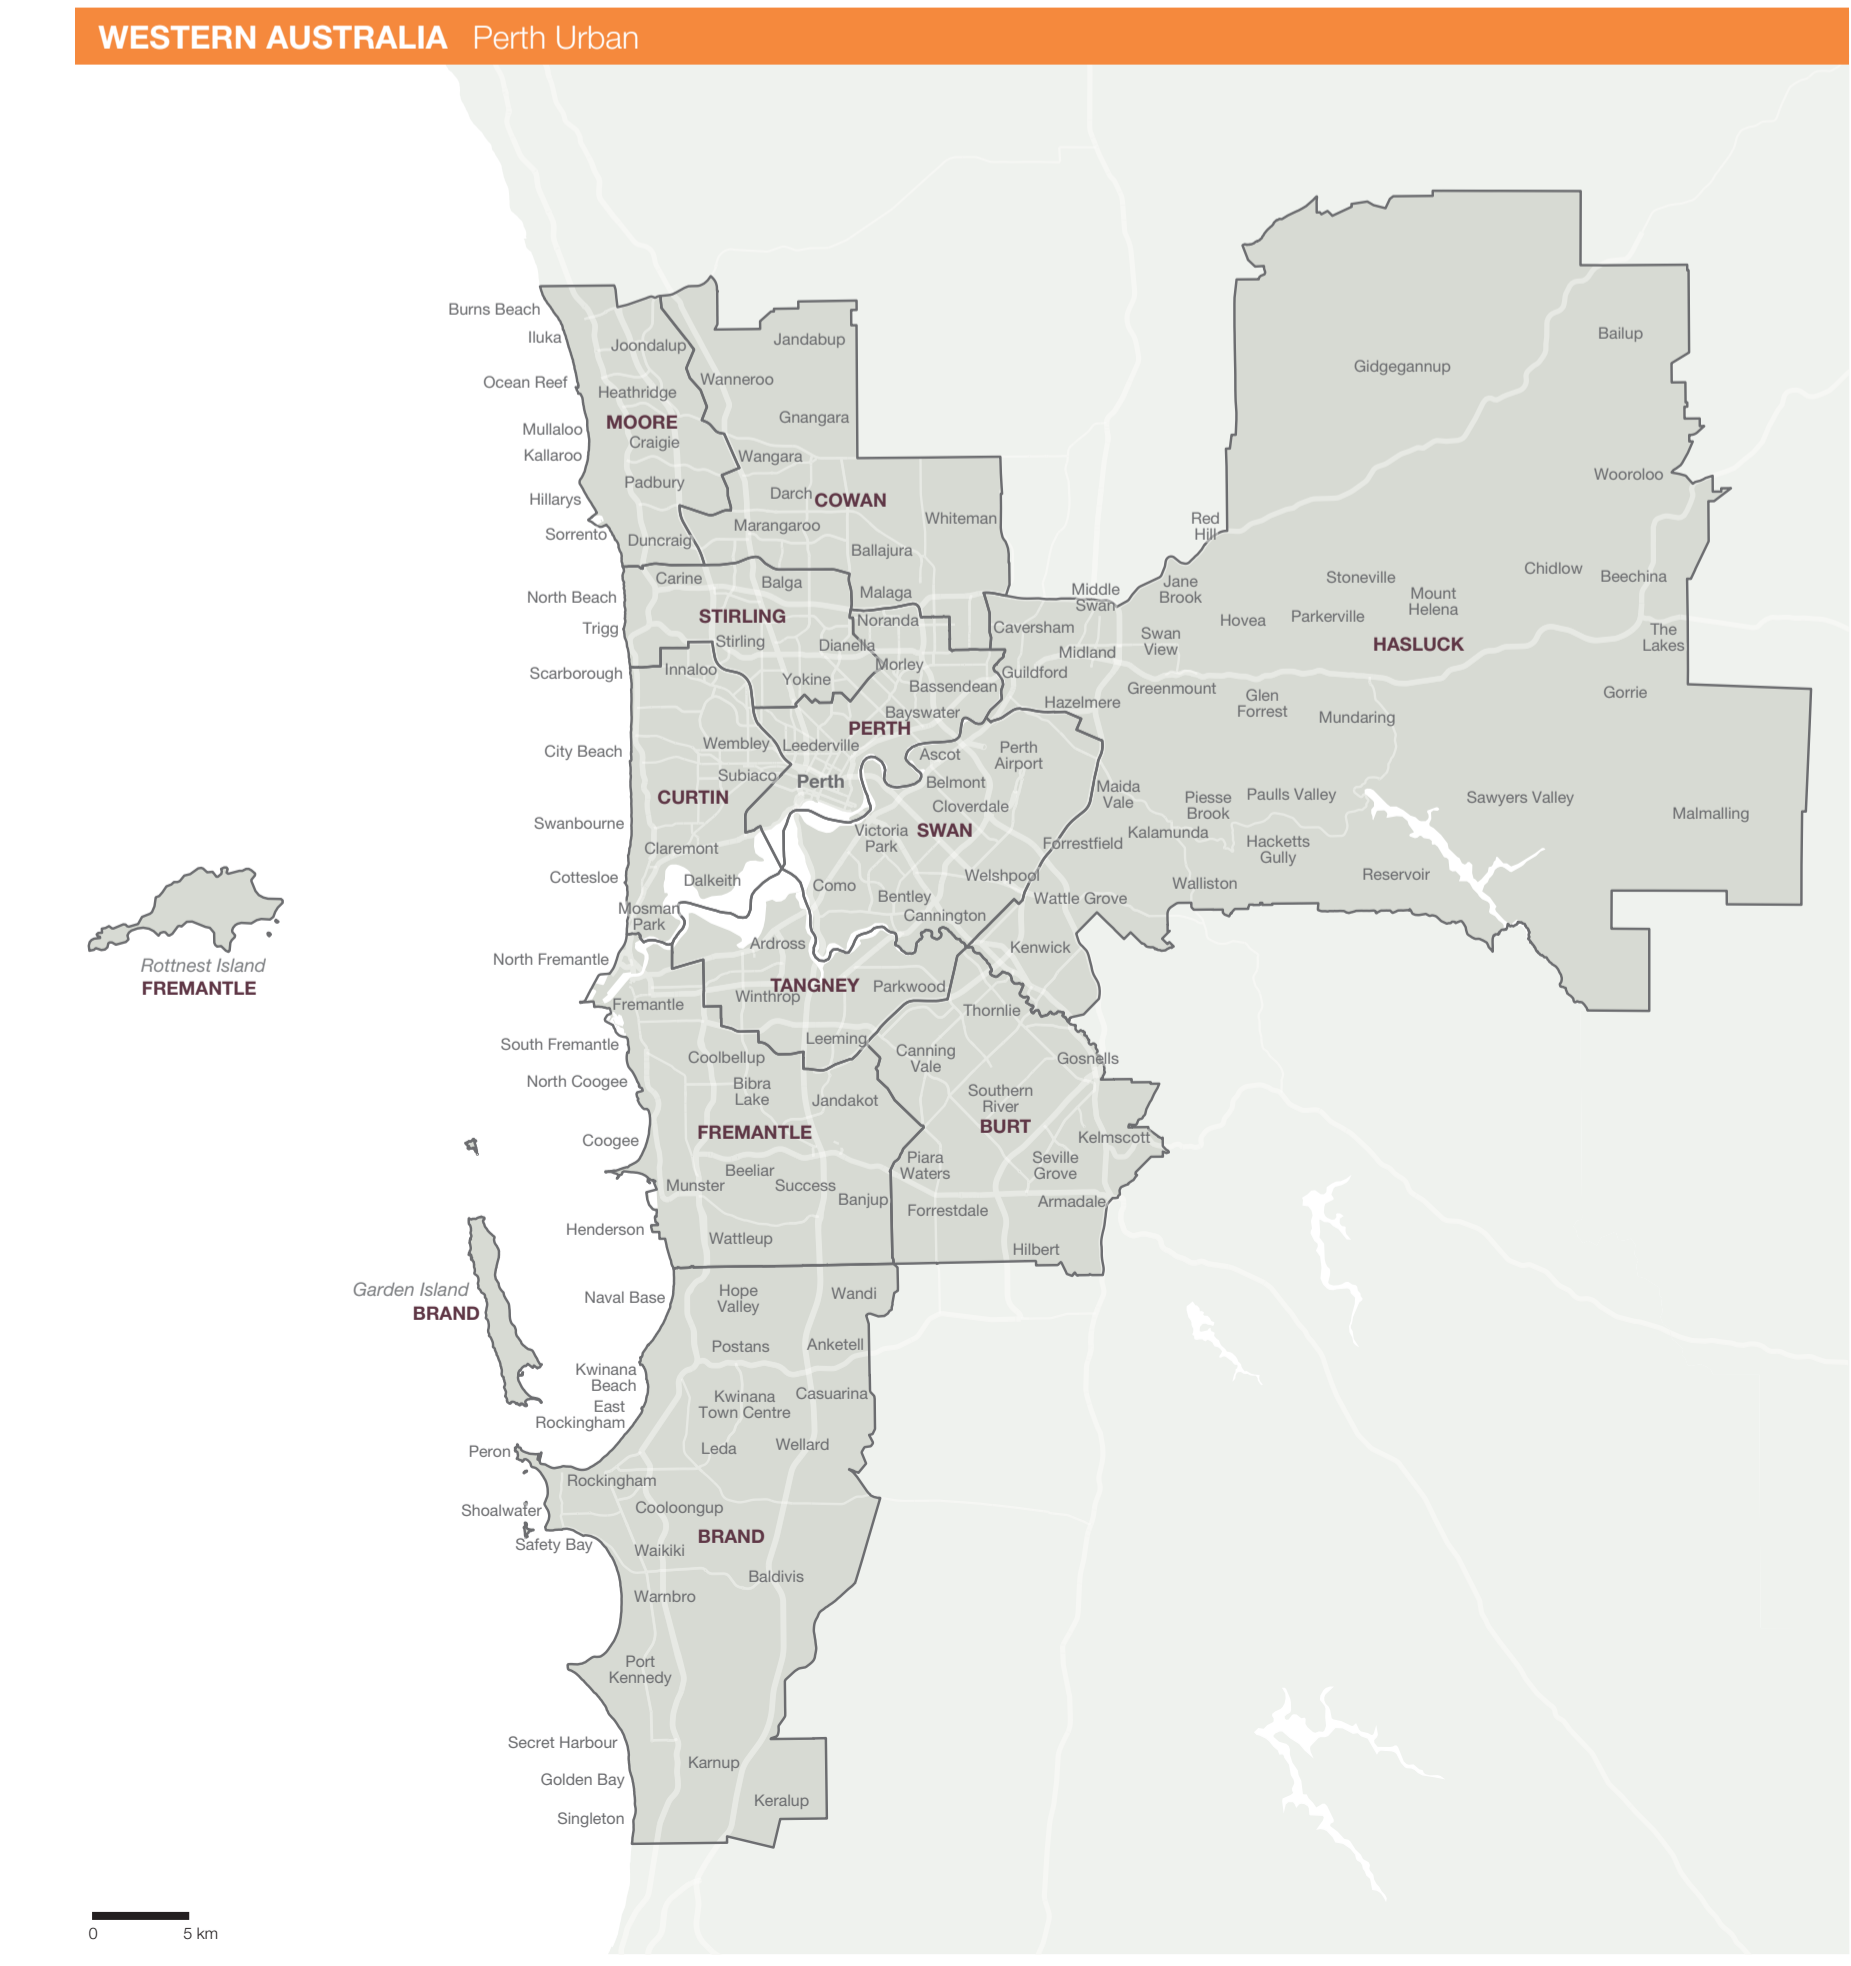 WESTERN AUSTRALIA Perth Urban
Burns Beach
Iluka
Joondalup
Jandabup
Ocean Reef
Heathridge
Wanneroo
MOORE
Gnangara
Mullaloo
Craigie
Kallaroo
Wangara
Padbury
Darch
COWAN
Hillarys
Marangaroo
Whiteman
Sorrento
Duncraig
Ballajura
Gidgegannup
Bailup
Wooroloo
Red
Hill
Carine
Balga
Malaga
North Beach
STIRLING
Noranda
Trigg
Stirling
Dianella
Morley
Scarborough
Innaloo
Yokine
Bassendean
Bayswater
Middle
Swan
Jane
Brook
Stoneville
Mount
Helena
Chidlow
Beechina
Caversham
Hovea
Parkerville
HASLUCK
The
Lakes
Midland
Swan
View
Guildford
Greenmount
Glen
Forrest
Hazelmere
Mundaring
Gorrie
PERTH
City Beach
Wembley
Leederville
Ascot
Perth
Airport
Subiaco
Perth
Belmont
CURTIN
Cloverdale
Maida
Vale
Piesse
Brook
Paulls Valley
Sawyers Valley
Malmalling
Swanbourne
Victoria
Park
SWAN
Forrestfield
Kalamunda
Hacketts
Gully
Claremont
Cottesloe
Dalkeith
Como
Welshpool
Walliston
Reservoir
Bentley
Wattle Grove
Mosman
Park
Cannington
Ardross
Kenwick
Rottnest Island
FREMANTLE
North Fremantle
Fremantle
Winthrop
TANGNEY
Parkwood
Thornlie
South Fremantle
Leeming
Coolbellup
Canning
Vale
Gosnells
North Coogee
Bibra
Lake
Jandakot
Southern
River
BURT
Coogee
FREMANTLE
Kelmscott
Beeliar
Piara
Waters
Seville
Grove
Munster
Success
Banjup
Armadale
Forrestdale
Henderson
Wattleup
Hilbert
Garden Island
BRAND
Naval Base
Hope
Valley
Wandi
Postans
Anketell
Kwinana
Beach
Kwinana
Town Centre
Casuarina
East
Rockingham
Peron
Leda
Wellard
Rockingham
Shoalwater
Cooloongup
BRAND
Safety Bay
Waikiki
Baldivis
Warnbro
Port
Kennedy
Secret Harbour
Karnup
Golden Bay
Keralup
Singleton
0 5 km